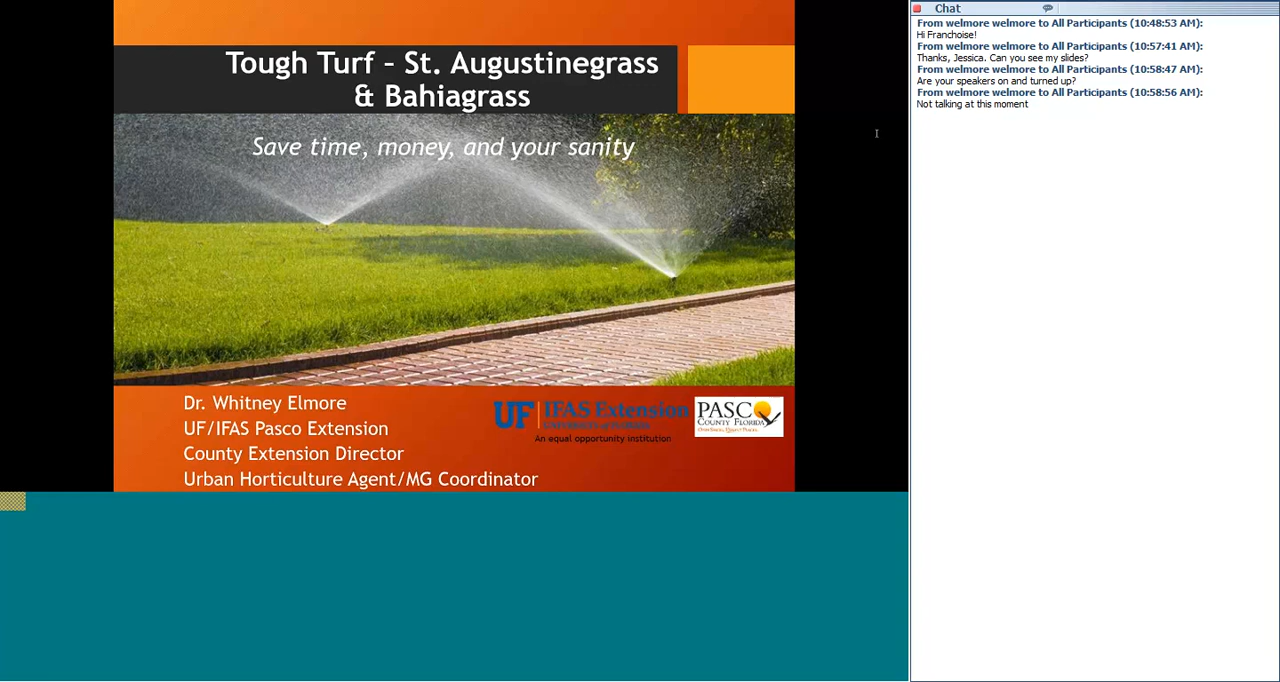 Tough Turf – St. Augustinegrass
& Bahiagrass
Save time, money, and your sanity
Dr. Whitney Elmore
UF/IFAS Pasco Extension
County Extension Director
Urban Horticulture Agent/MG Coordinator
UF IFAS Extension
UNIVERSITY of FLORIDA
An equal opportunity institution
PASCO
COUNTY FLORIDA
Chat
From welmore welmore to All Participants (10:48:53 AM):
Hi Franchoise!
From welmore welmore to All Participants (10:57:41 AM):
Thanks, Jessica. Can you see my slides?
From welmore welmore to All Participants (10:58:47 AM):
Are your speakers on and turned up?
From welmore welmore to All Participants (10:58:56 AM):
Not talking at this moment